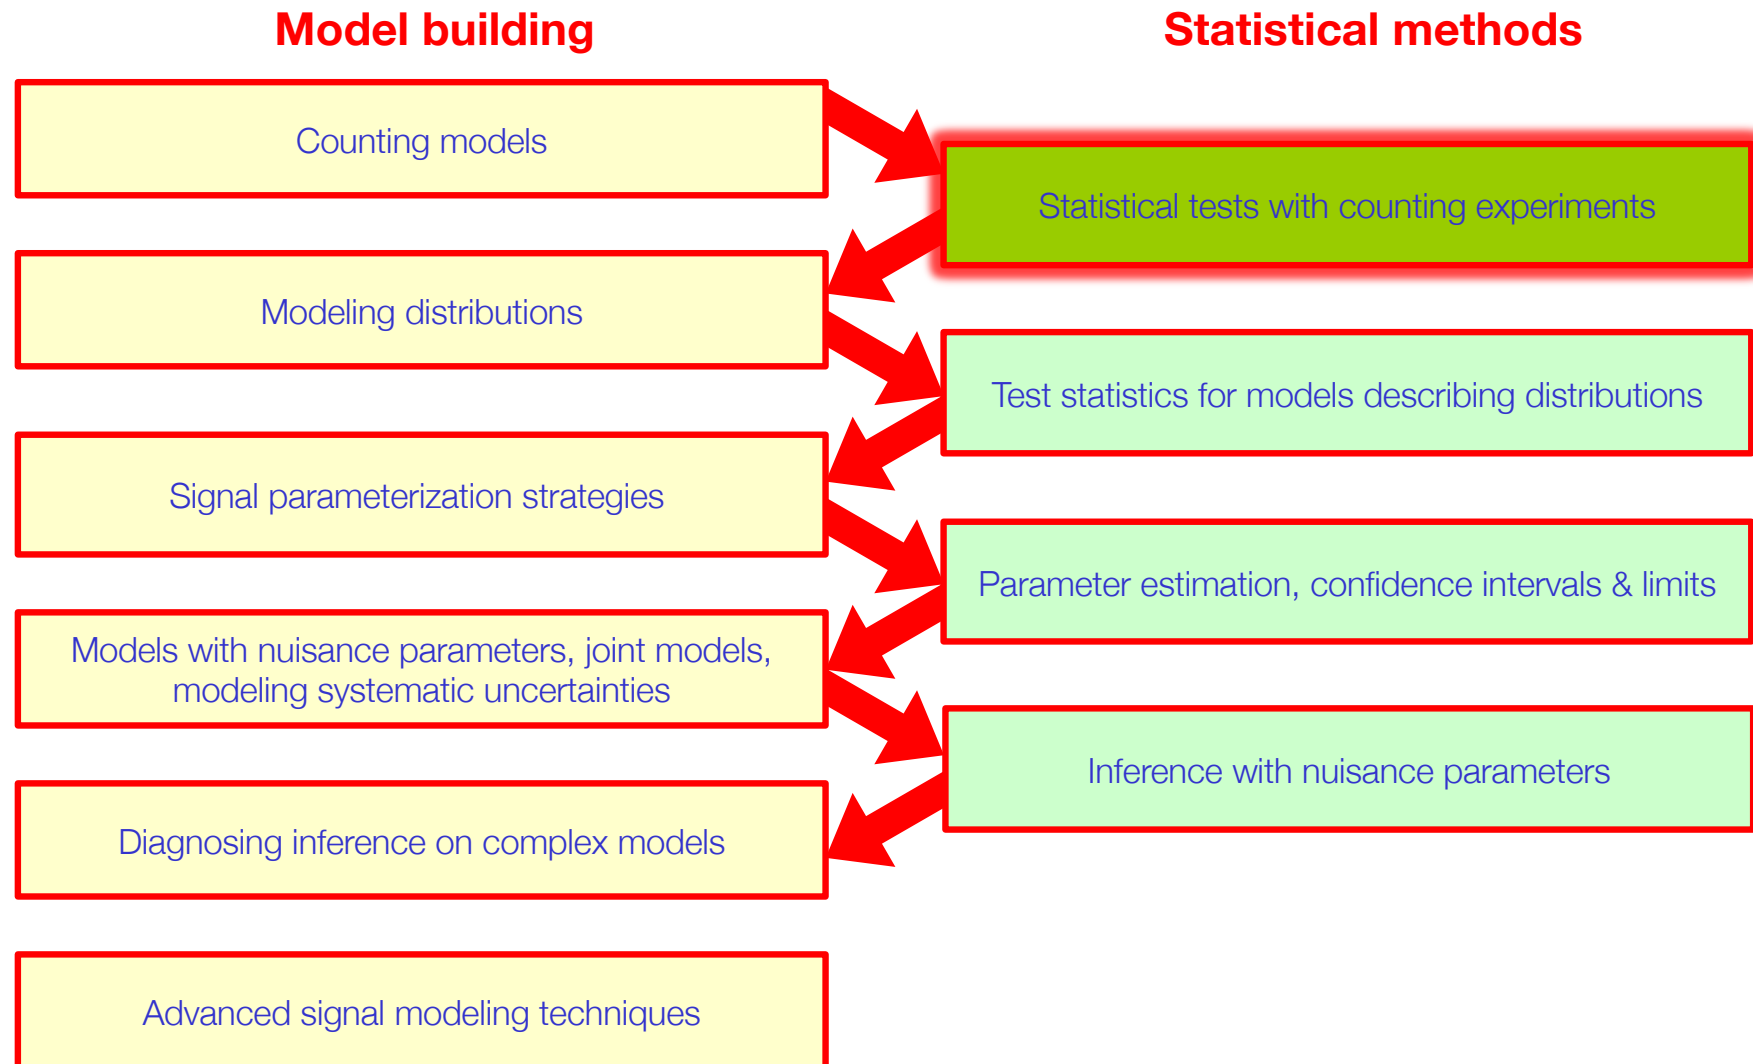 Model building
Statistical methods
Counting models
Statistical tests with counting experiments
Modeling distributions
Test statistics for models describing distributions
Signal parameterization strategies
Parameter estimation, confidence intervals & limits
Models with nuisance parameters, joint models,
modeling systematic uncertainties
Inference with nuisance parameters
Diagnosing inference on complex models
Advanced signal modeling techniques